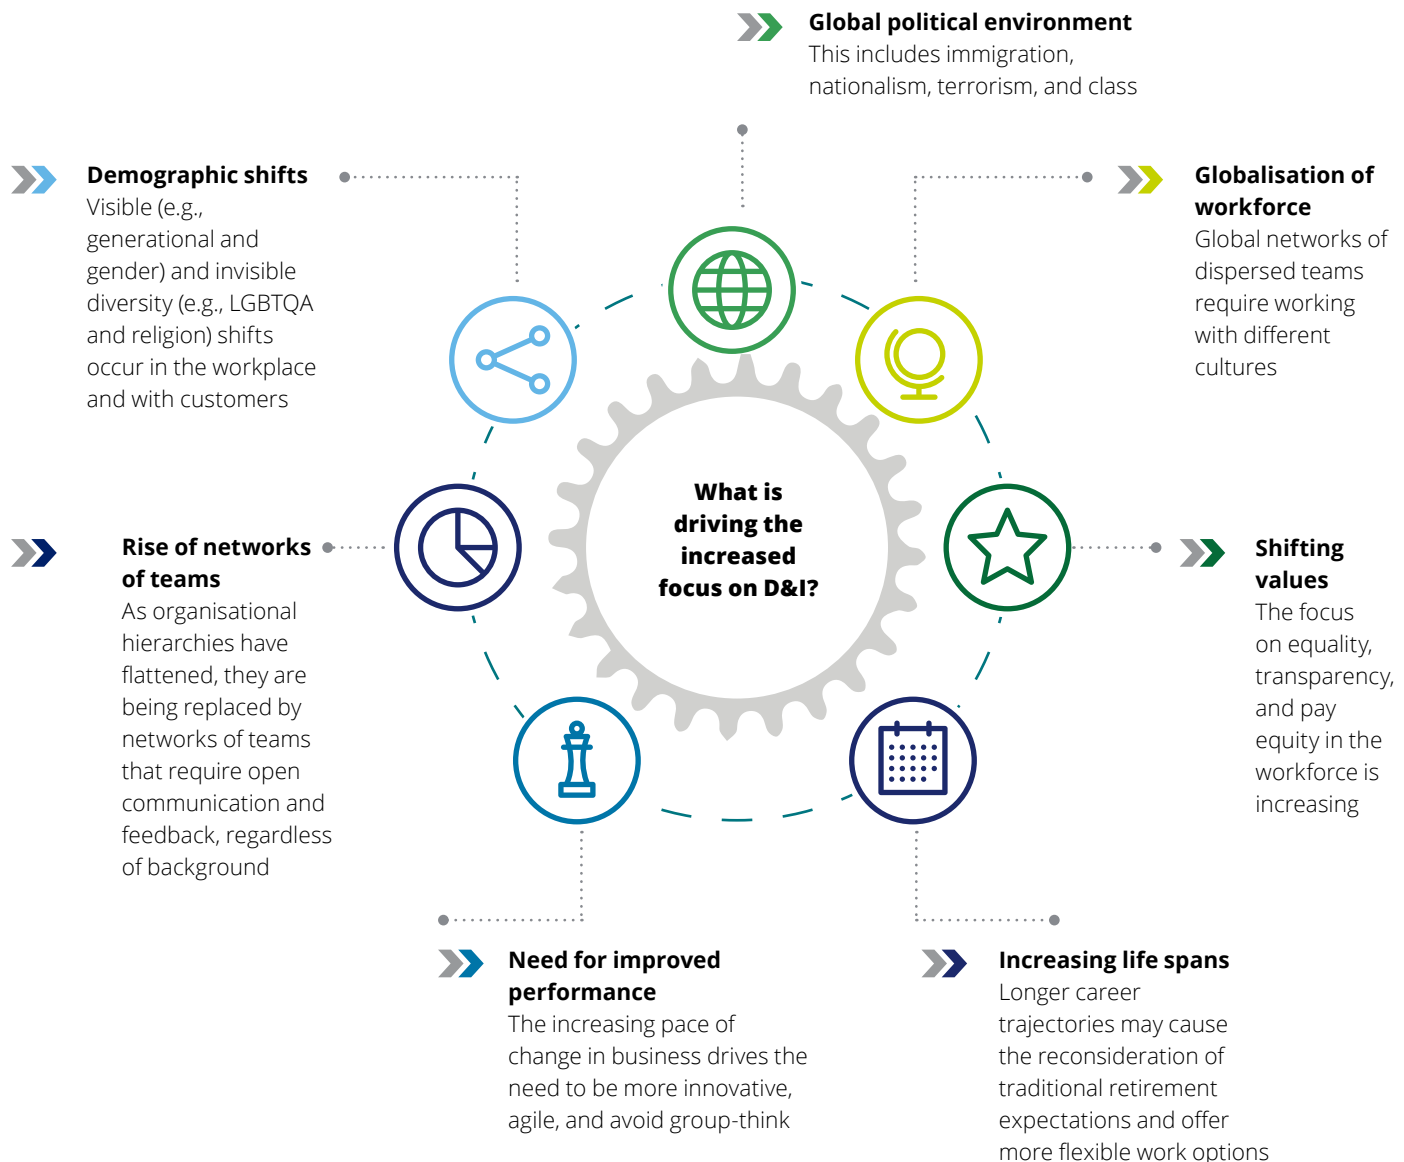 Global political environment
This includes immigration,
nationalism, terrorism, and class
Demographic shifts
Visible (e.g.,
generational and
gender) and invisible
diversity (e.g., LGBTQA
and religion) shifts
occur in the workplace
and with customers
Globalisation of
workforce
Global networks of
dispersed teams
require working
with different
cultures
What is
driving the
increased
focus on D&I?
Rise of networks
of teams
As organisational
hierarchies have
flattened, they are
being replaced by
networks of teams
that require open
communication and
feedback, regardless
of background
Shifting
values
The focus
on equality,
transparency,
and pay
equity in the
workforce is
increasing
Need for improved
performance
The increasing pace of
change in business drives the
need to be more innovative,
agile, and avoid group-think
Increasing life spans
Longer career
trajectories may cause
the reconsideration of
traditional retirement
expectations and offer
more flexible work options